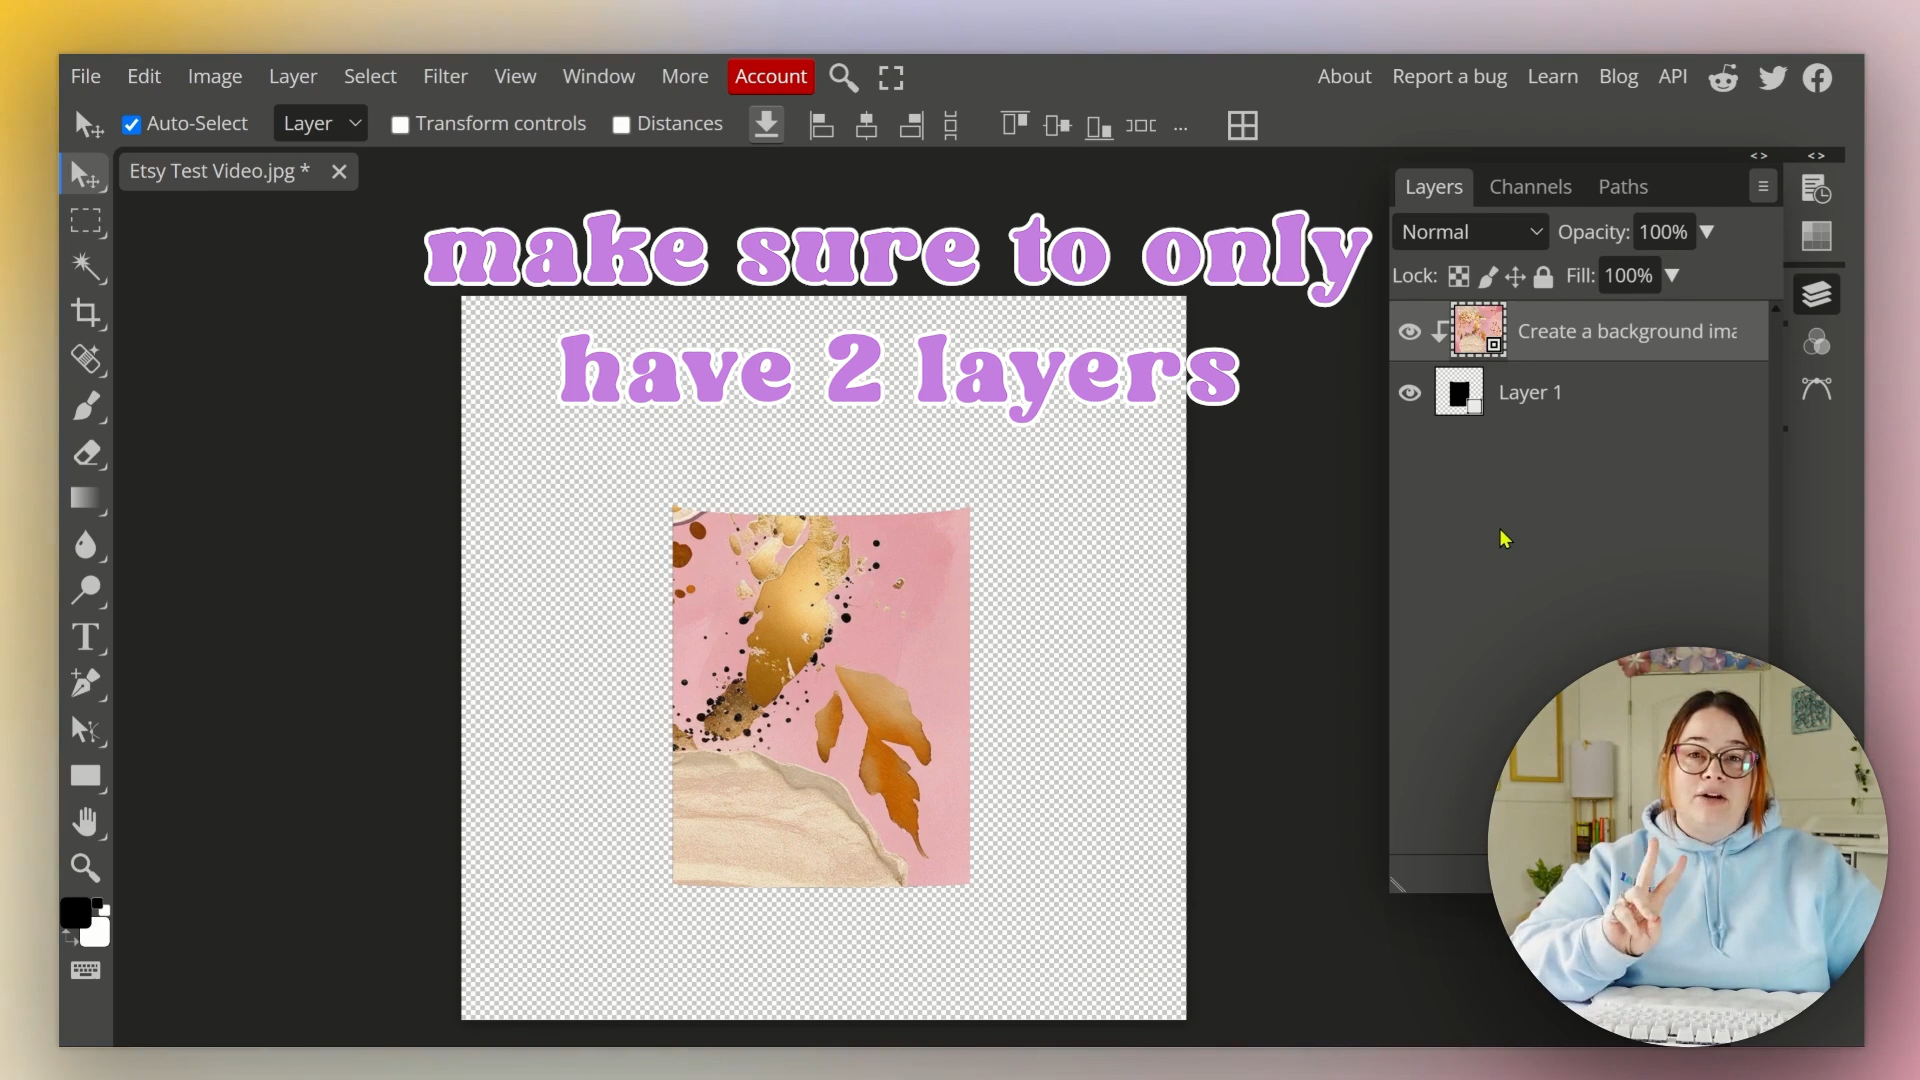 File Edit Image Layer Select Filter View Window More Account About Report a bug Learn Blog API
Auto-Select Layer Transform controls Distances ...
Etsy Test Video.jpg *
Layers Channels Paths
Normal Opacity: 100%
Lock: Fill: 100%
Create a background ima
Layer 1
make sure to only
have 2 layers
T